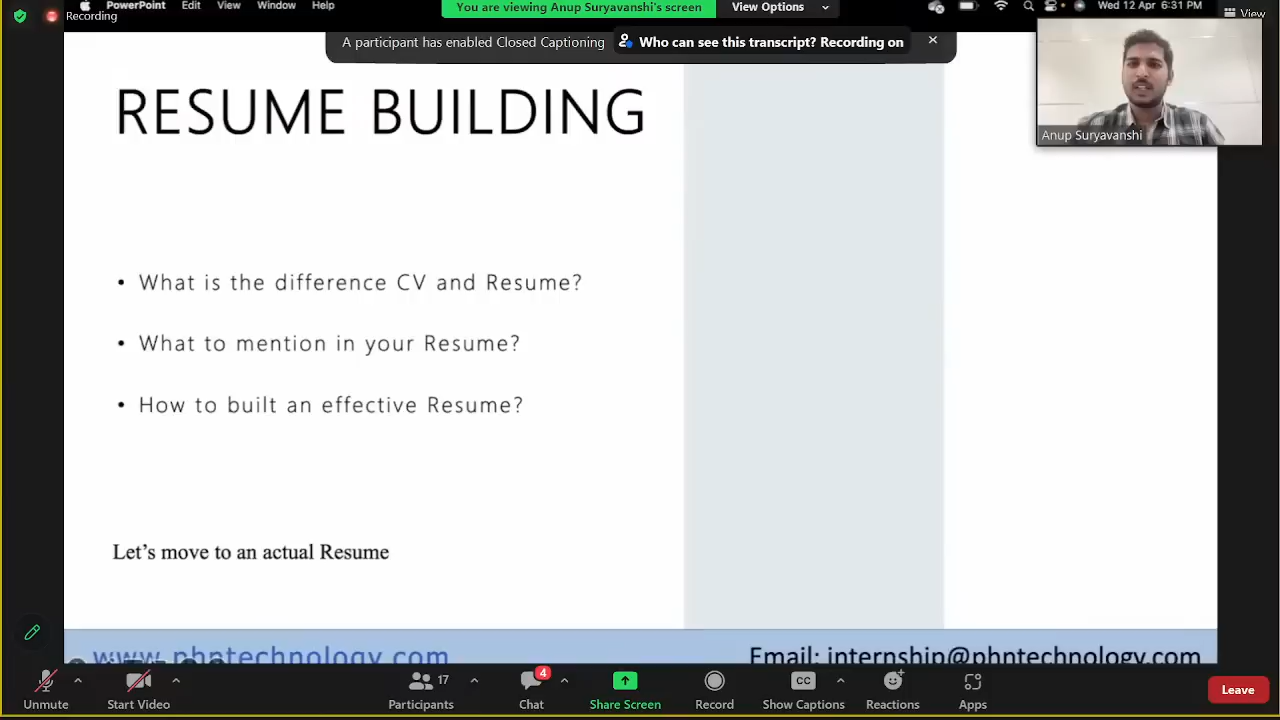 PowerPoint Edit View Window Help
You are viewing Anup Suryavanshi's screen View Options
Wed 12 Apr 6:31 PM
Recording
View
A participant has enabled Closed Captioning Who can see this transcript? Recording on
Anup Suryavanshi
RESUME BUILDING
• What is the difference CV and Resume?
• What to mention in your Resume?
• How to built an effective Resume?
Let's move to an actual Resume
www.phntechnology.com Email: internship@phntechnology.com
17
4
CC
Unmute Start Video Participants Chat Share Screen Record Show Captions Reactions Apps Leave